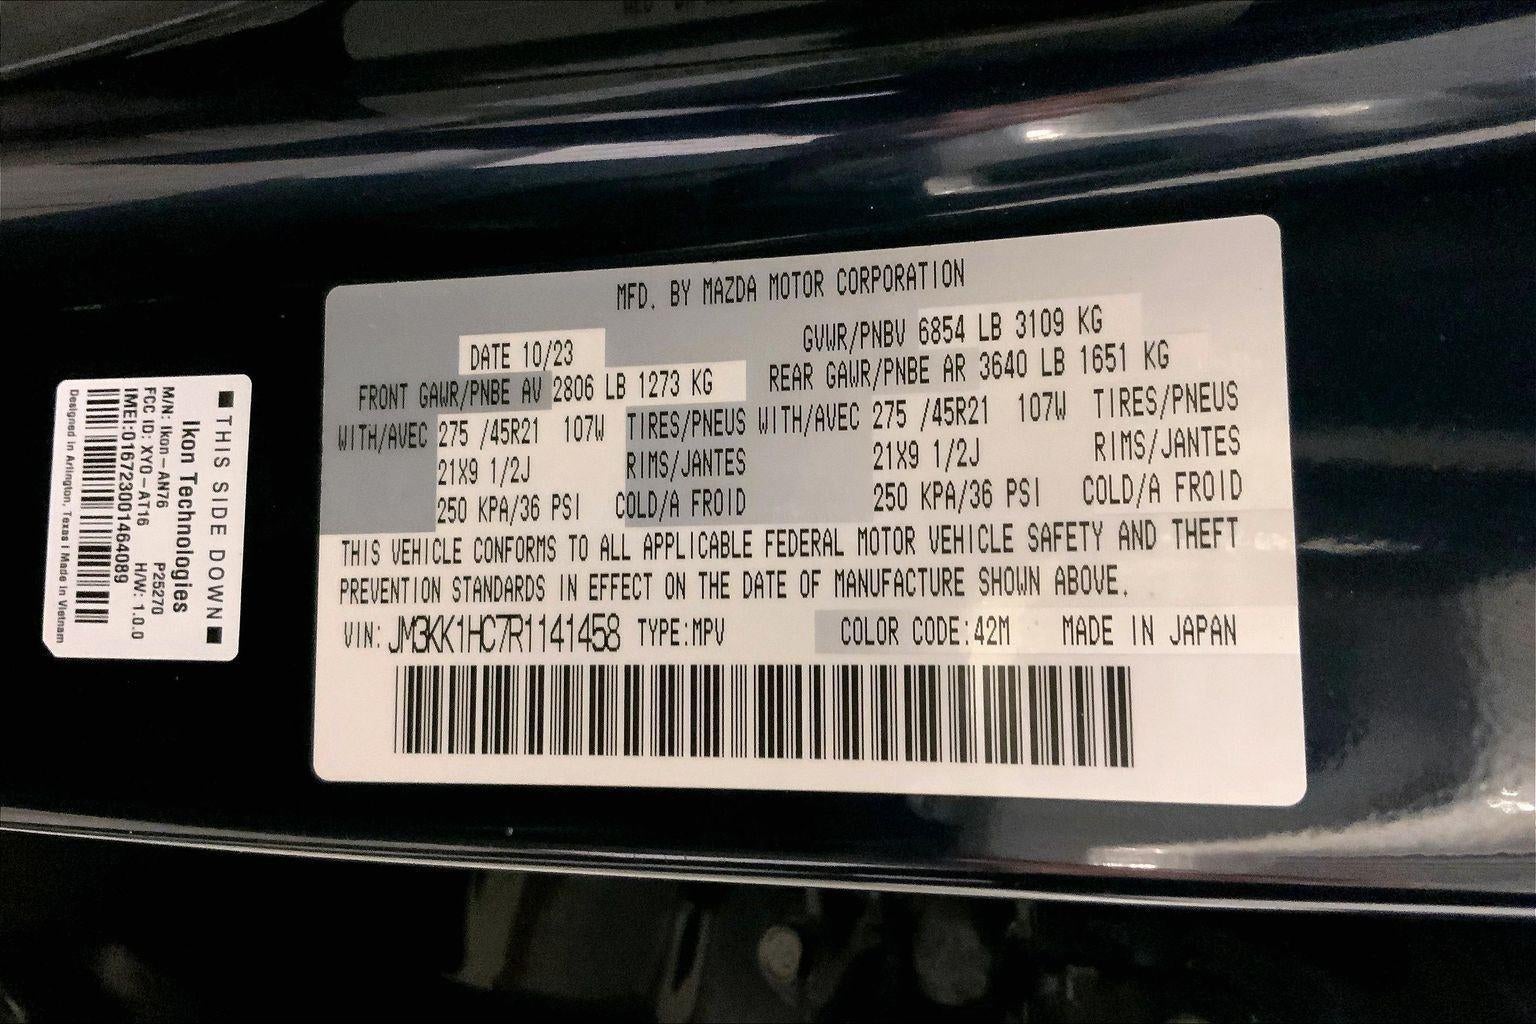 MFD. BY MAZDA MOTOR CORPORATION
DATE 10/23
GVWR/PNBV 6854 LB 3109 KG
FRONT GAWR/PNBE AV 2806 LB 1273 KG
REAR GAWR/PNBE AR 3640 LB 1651 KG
WITH/AVEC 275 /45R21 107W TIRES/PNEUS WITH/AVEC 275 /45R21 107W TIRES/PNEUS
21X9 1/2J RIMS/JANTES 21X9 1/2J RIMS/JANTES
250 KPA/36 PSI COLD/A FROID 250 KPA/36 PSI COLD/A FROID
THIS VEHICLE CONFORMS TO ALL APPLICABLE FEDERAL MOTOR VEHICLE SAFETY AND THEFT
PREVENTION STANDARDS IN EFFECT ON THE DATE OF MANUFACTURE SHOWN ABOVE.
VIN: JM3KK1HC7R1141458 TYPE:MPV COLOR CODE:42M MADE IN JAPAN
THIS SIDE DOWN
Ikon Technologies
M/N: Ikon-AN76 P25270
FCC ID: XYO-AT16 H/W: 1.0.0
IMEI:016723001464089
Designed in Arlington, Texas | Made in Vietnam